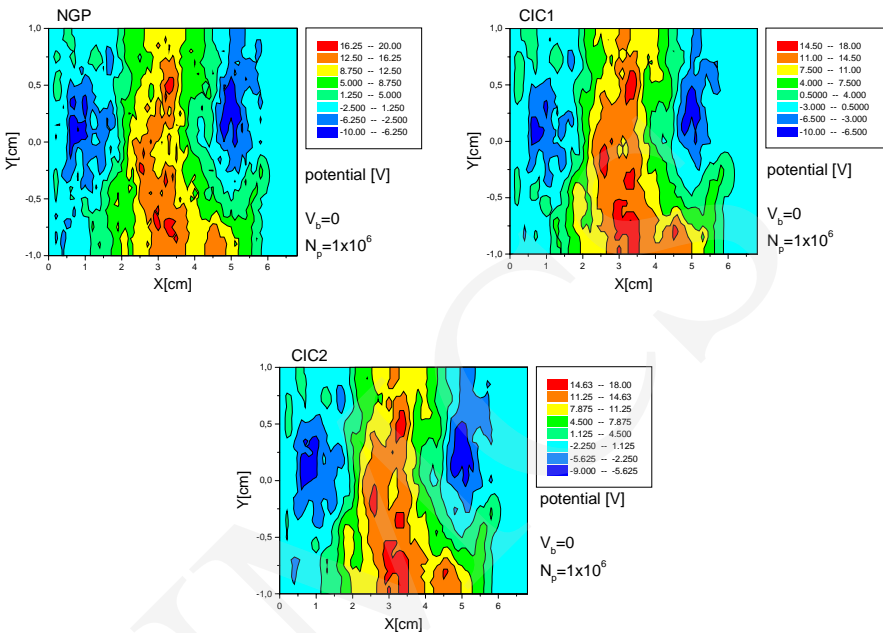 NGP
1,0
0,5
0,0
-0,5
-1,0
Y[cm]
0 1 2 3 4 5 6
X[cm]
16.25 -- 20.00
12.50 -- 16.25
8.750 -- 12.50
5.000 -- 8.750
1.250 -- 5.000
-2.500 -- 1.250
-6.250 -- -2.500
-10.00 -- -6.250
potential [V]
V_b=0
N_p=1x10^6
CIC1
1,0
0,5
0,0
-0,5
-1,0
Y[cm]
0 1 2 3 4 5 6
X[cm]
14.50 -- 18.00
11.00 -- 14.50
7.500 -- 11.00
4.000 -- 7.500
0.5000 -- 4.000
-3.000 -- 0.5000
-6.500 -- -3.000
-10.00 -- -6.500
potential [V]
V_b=0
N_p=1x10^6
CIC2
1,0
0,5
0,0
-0,5
-1,0
Y[cm]
0 1 2 3 4 5 6
X[cm]
14.63 -- 18.00
11.25 -- 14.63
7.875 -- 11.25
4.500 -- 7.875
1.125 -- 4.500
-2.250 -- 1.125
-5.625 -- -2.250
-9.000 -- -5.625
potential [V]
V_b=0
N_p=1x10^6